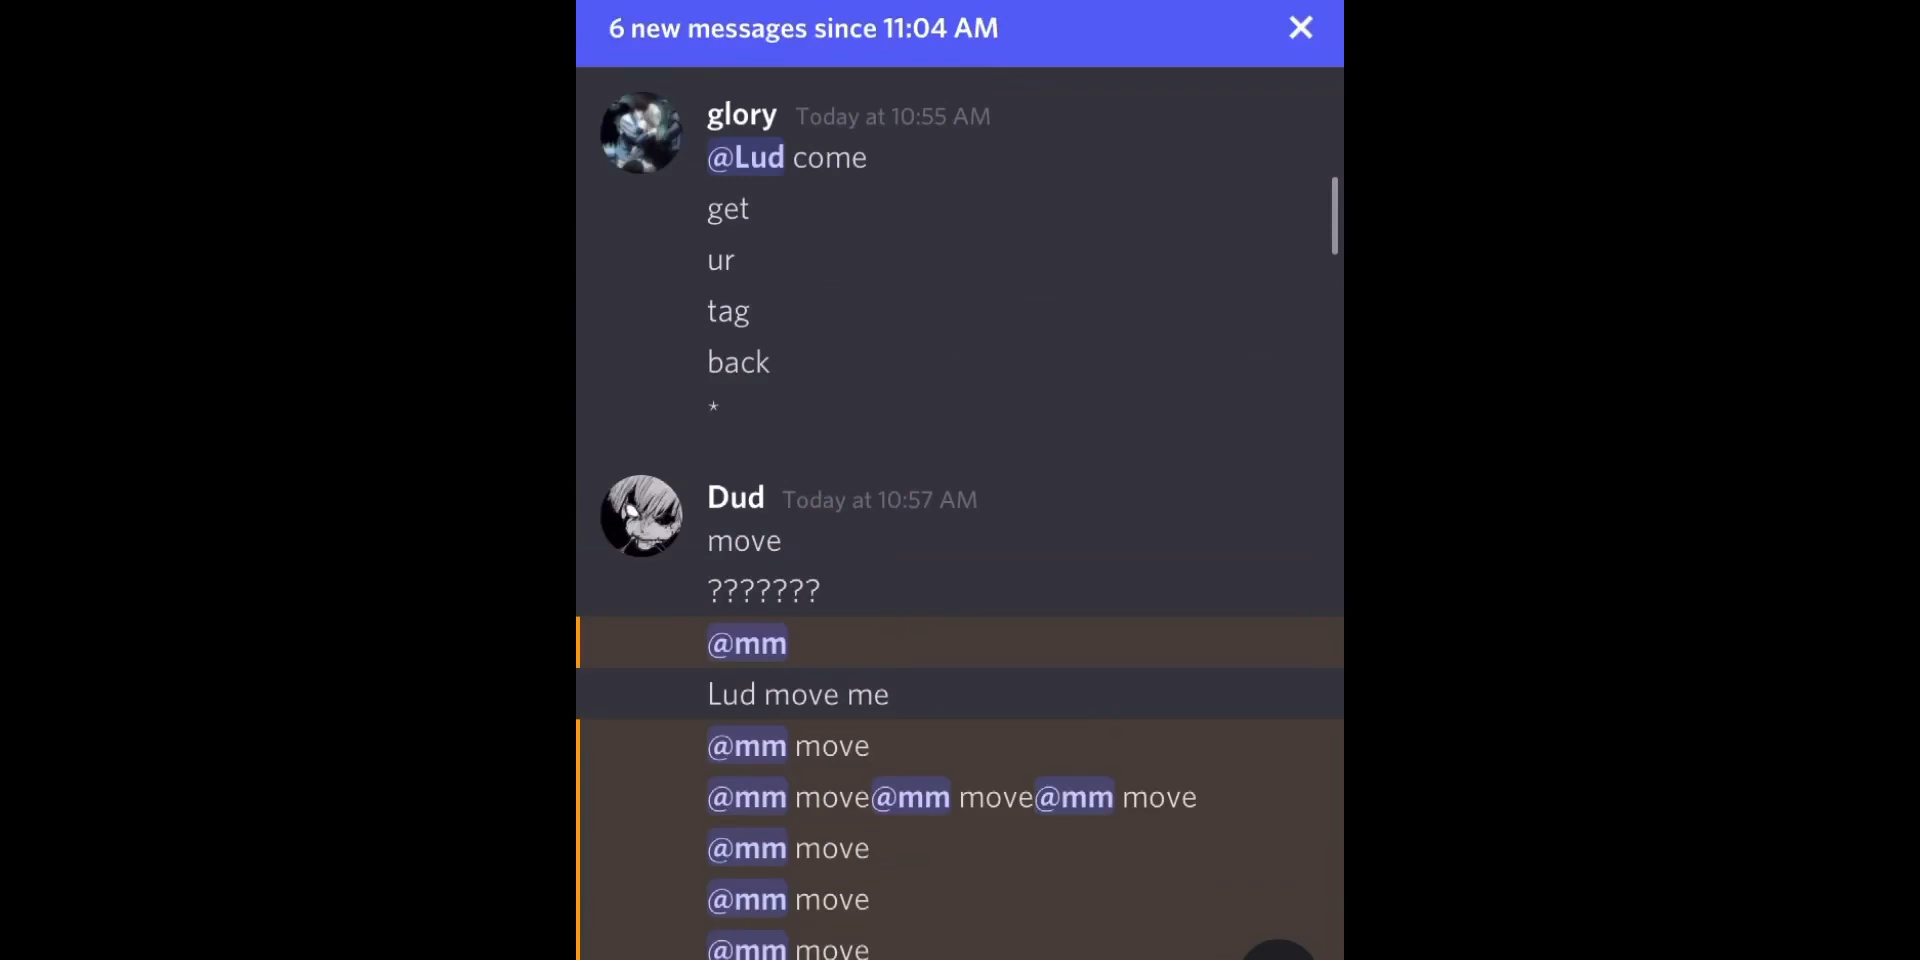 6 new messages since 11:04 AM
glory Today at 10:55 AM
@Lud come
get
ur
tag
back
*
Dud Today at 10:57 AM
move
???????
@mm
Lud move me
@mm move
@mm move@mm move@mm move
@mm move
@mm move
@mm move